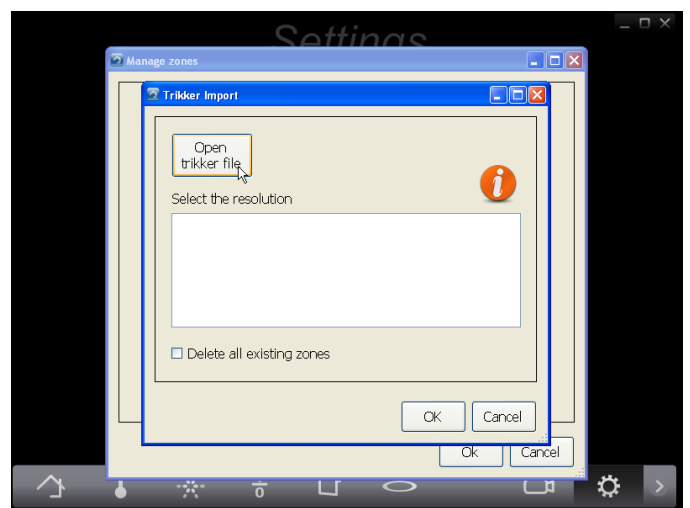 Settings
Manage zones
Trikker Import
Open
trikker file
i
Select the resolution
Delete all existing zones
OK
Cancel
Ok
Cancel
0